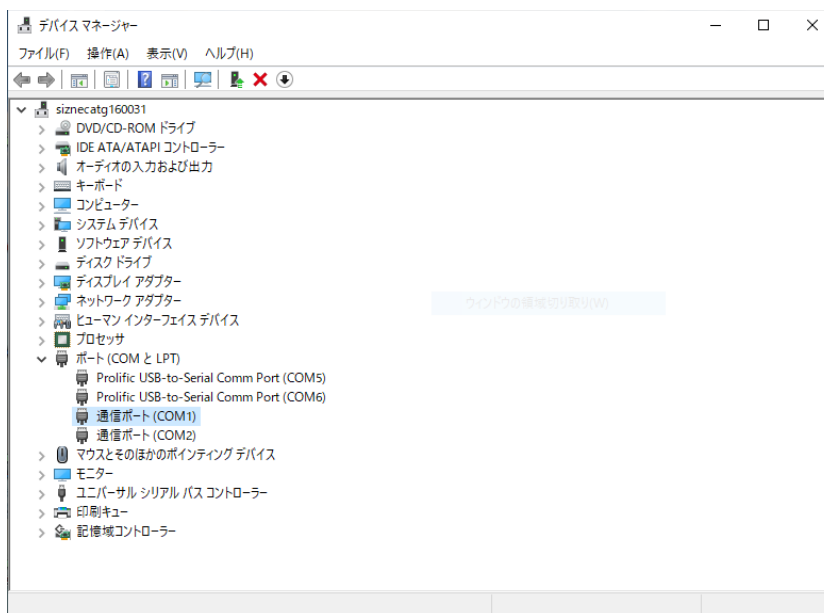 デバイス マネージャー
ファイル(F) 操作(A) 表示(V) ヘルプ(H)
siznecatg160031
DVD/CD-ROM ドライブ
IDE ATA/ATAPI コントローラー
オーディオの入力および出力
キーボード
コンピューター
システム デバイス
ソフトウェア デバイス
ディスク ドライブ
ディスプレイ アダプター
ネットワーク アダプター
ウィンドウの領域切り取り(W)
ヒューマン インターフェイス デバイス
プロセッサ
ポート (COM と LPT)
Prolific USB-to-Serial Comm Port (COM5)
Prolific USB-to-Serial Comm Port (COM6)
通信ポート (COM1)
通信ポート (COM2)
マウスとそのほかのポインティング デバイス
モニター
ユニバーサル シリアル バス コントローラー
印刷キュー
記憶域コントローラー